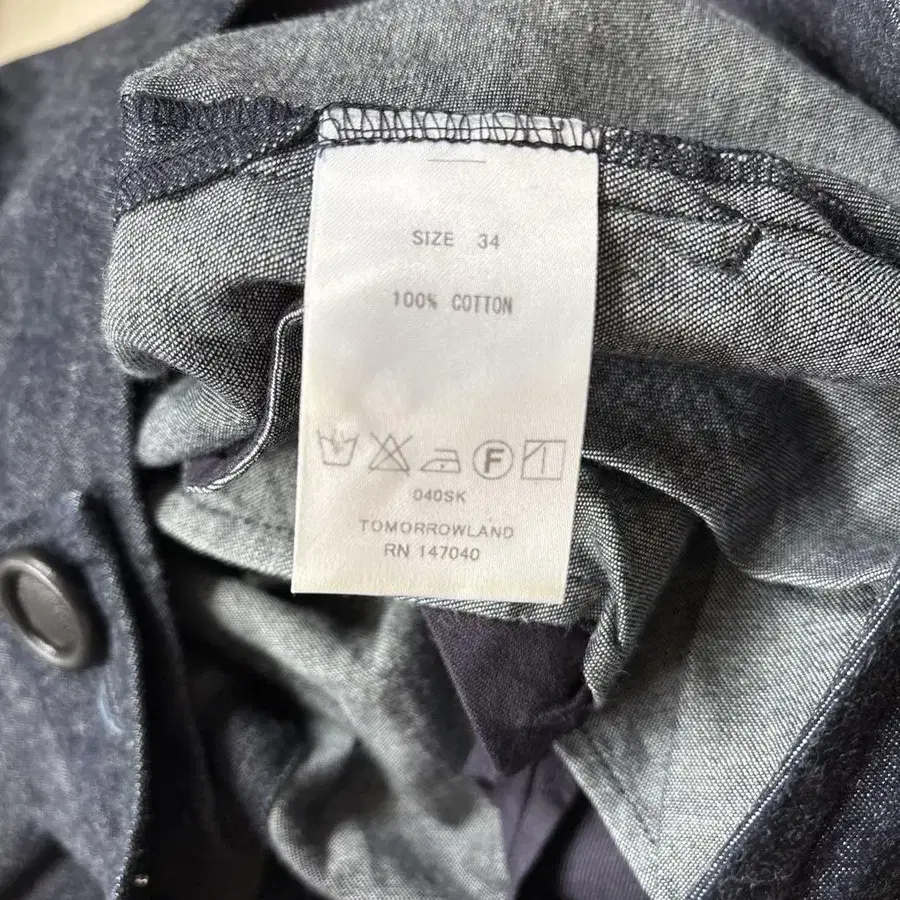 SIZE 34
100% COTTON
F
040SK
TOMORROWLAND
RN 147040